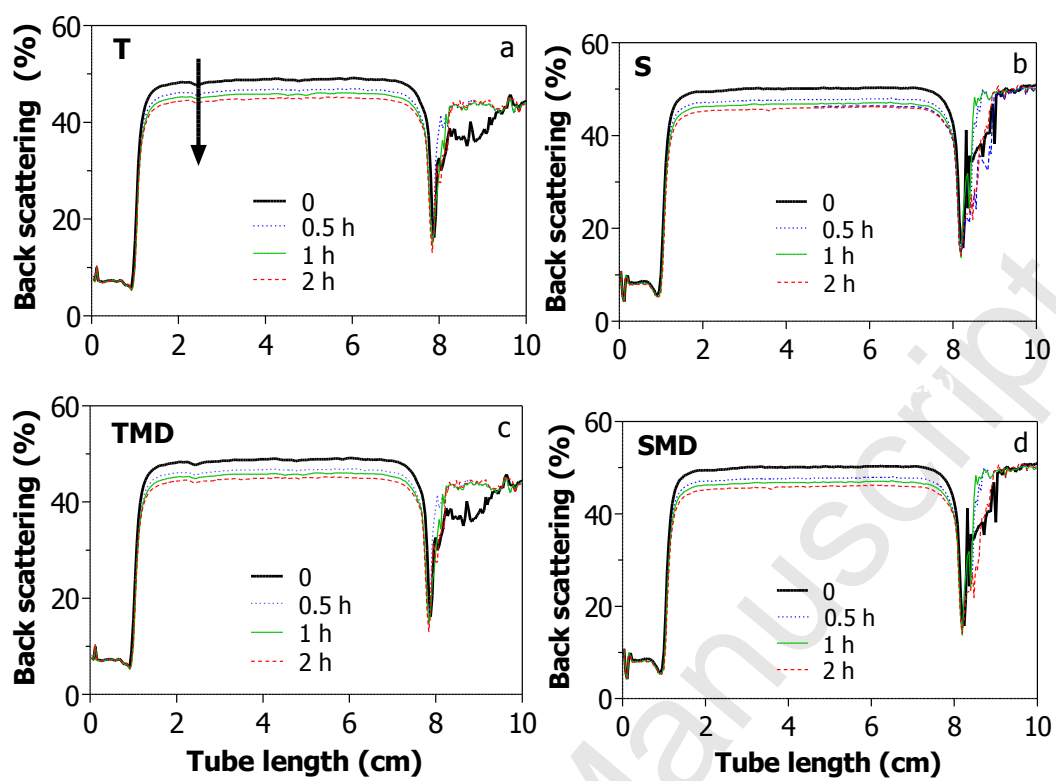 T
a
Back scattering (%)
60
40
20
0
0
0.5 h
1 h
2 h
0 2 4 6 8 10
S
b
Back scattering (%)
60
40
20
0
0
0.5 h
1 h
2 h
0 2 4 6 8 10
TMD
c
Back scattering (%)
60
40
20
0
0
0.5 h
1 h
2 h
0 2 4 6 8 10
Tube length (cm)
SMD
d
Back scattering (%)
60
40
20
0
0
0.5 h
1 h
2 h
0 2 4 6 8 10
Tube length (cm)
Manuscript